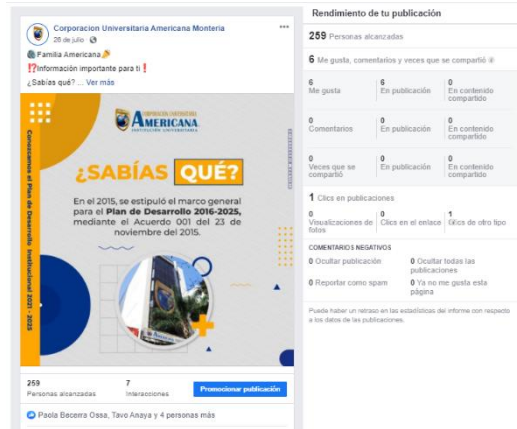 Corporacion Universitaria Americana Monteria
28 de julio
Familia Americana
⁉Información importante para ti❗
¿Sabías qué? ... Ver más
CORPORACIÓN UNIVERSITARIA
AMERICANA
INSTITUCIÓN UNIVERSITARIA
¿SABÍAS QUÉ?
En el 2015, se estipuló el marco general
para el Plan de Desarrollo 2016-2025,
mediante el Acuerdo 001 del 23 de
noviembre del 2015.
Conozcamos el Plan de Desarrollo Institucional 2021 - 2025
259
Personas alcanzadas
7
Interacciones
Promocionar publicación
Paola Becerra Ossa, Tavo Anaya y 4 personas más
Rendimiento de tu publicación
259 Personas alcanzadas
6 Me gusta, comentarios y veces que se compartió
6
Me gusta
6
En publicación
0
En contenido
compartido
0
Comentarios
0
En publicación
0
En contenido
compartido
0
Veces que se
compartió
0
En publicación
0
En contenido
compartido
1 Clics en publicaciones
0
Visualizaciones de
fotos
0
Clics en el enlace
1
Clics de otro tipo
COMENTARIOS NEGATIVOS
0 Ocultar publicación
0 Ocultar todas las
publicaciones
0 Reportar como spam
0 Ya no me gusta esta
página
Puede haber un retraso en las estadísticas del informe con respecto
a los datos de las publicaciones.